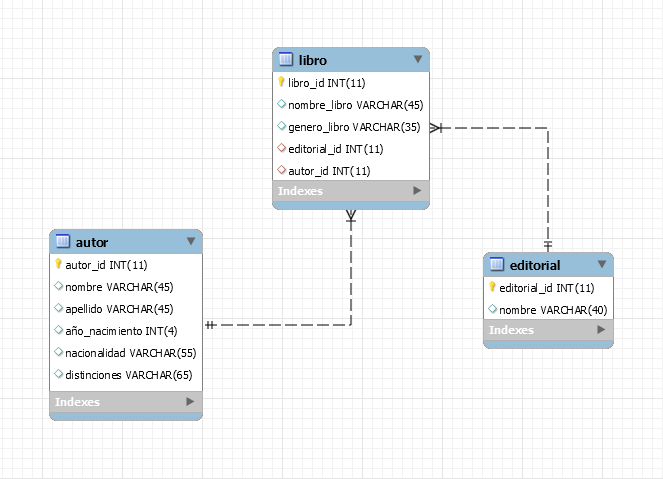 libro
libro_id INT(11)
nombre_libro VARCHAR(45)
genero_libro VARCHAR(35)
editorial_id INT(11)
autor_id INT(11)
Indexes
autor
autor_id INT(11)
nombre VARCHAR(45)
apellido VARCHAR(45)
año_nacimiento INT(4)
nacionalidad VARCHAR(55)
distinciones VARCHAR(65)
Indexes
editorial
editorial_id INT(11)
nombre VARCHAR(40)
Indexes